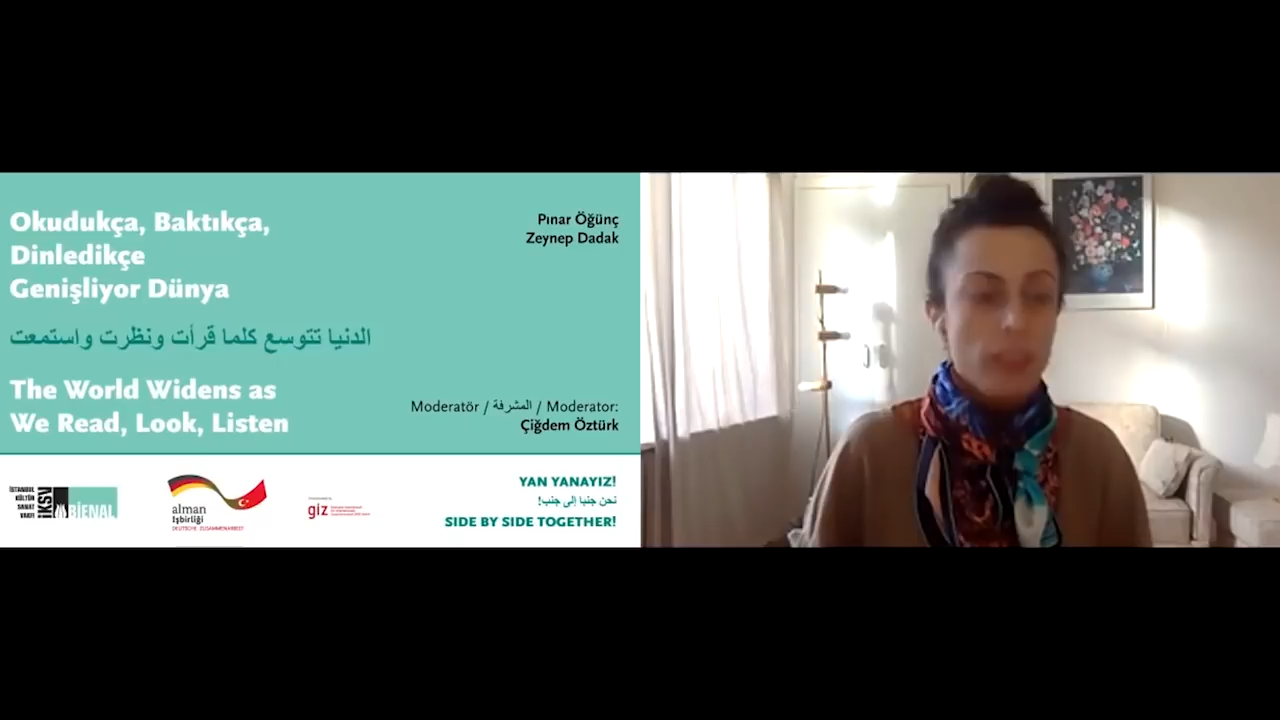 Okudukça, Baktıkça,
Dinledikçe
Genişliyor Dünya
الدنيا تتوسع كلما قرأت ونظرت واستمعت
The World Widens as
We Read, Look, Listen
Pınar Öğünç
Zeynep Dadak
Moderatör / المشرفة / Moderator:
Çiğdem Öztürk
İSTANBUL
KÜLTÜR
SANAT
VAKFI
İKSV
BİENAL
alman
işbirliği
DEUTSCHE ZUSAMMENARBEIT
giz
YAN YANAYIZ!
نحن جنبا إلى جنب!
SIDE BY SIDE TOGETHER!